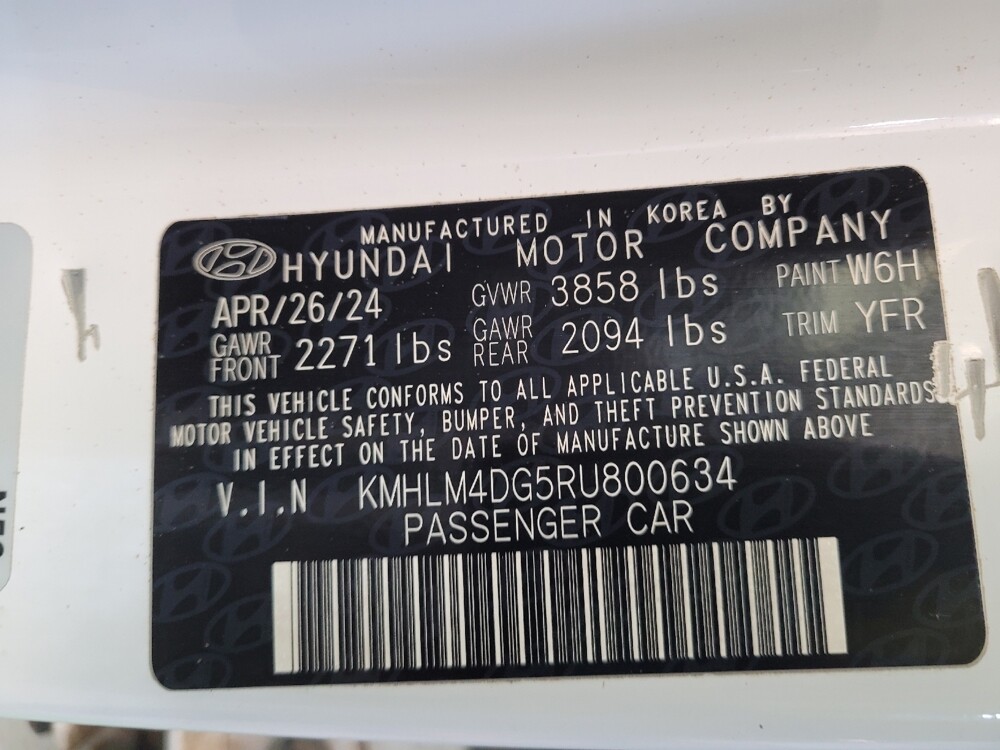 MANUFACTURED IN KOREA BY
HYUNDAI MOTOR COMPANY
APR/26/24 GVWR 3858 lbs PAINT W6H
GAWR FRONT 2271 lbs GAWR REAR 2094 lbs TRIM YFR
THIS VEHICLE CONFORMS TO ALL APPLICABLE U.S.A. FEDERAL
MOTOR VEHICLE SAFETY, BUMPER, AND THEFT PREVENTION STANDARDS
IN EFFECT ON THE DATE OF MANUFACTURE SHOWN ABOVE
V.I.N KMHLM4DG5RU800634
PASSENGER CAR